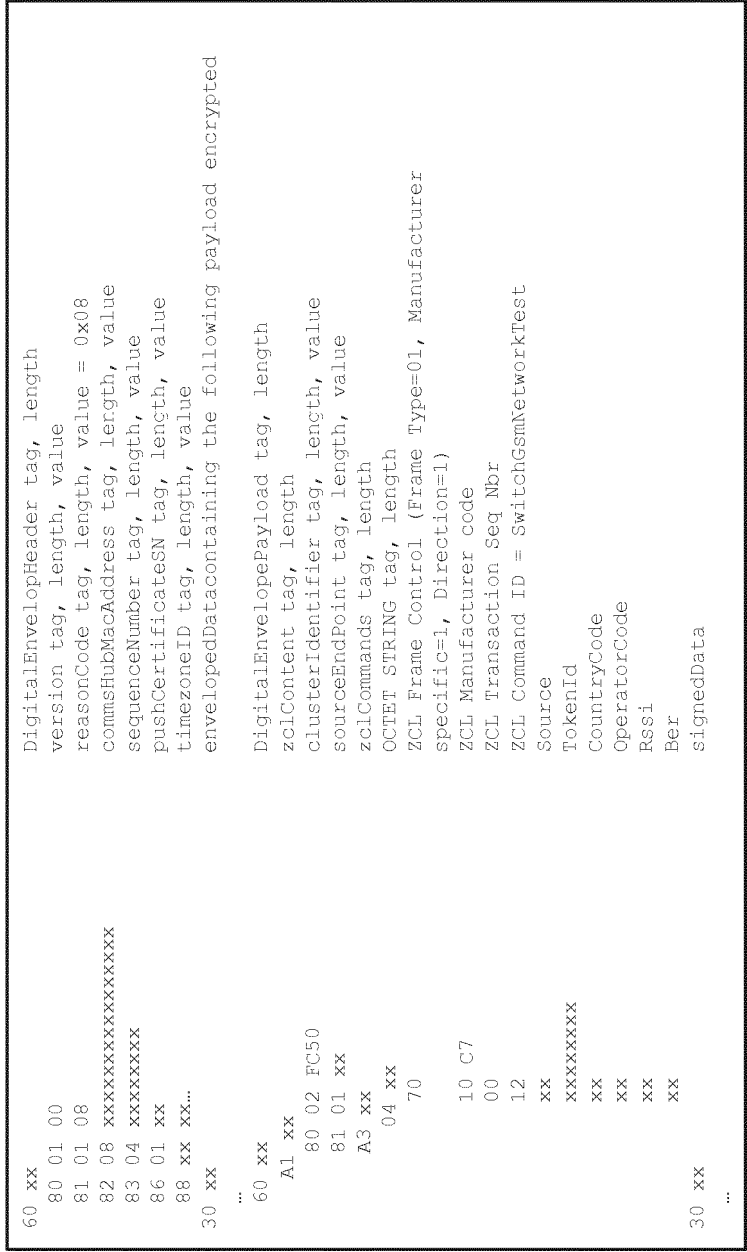 60 xx DigitalEnvelopHeader tag, length
80 01 00 version tag, length, value
81 01 08 reasonCode tag, length, value = 0x08
82 08 xxxxxxxxxxxxxxxx commsHubMacAddress tag, length, value
83 04 xxxxxxxx sequenceNumber tag, length, value
86 01 xx pushCertificateSN tag, length, value
88 xx xx… timezoneID tag, length, value
30 xx envelopedDatacontaining the following payload encrypted
…
60 xx DigitalEnvelopePayload tag, length
A1 xx zclContent tag, length
80 02 FC50 clusterIdentifier tag, length, value
81 01 xx sourceEndPoint tag, length, value
A3 xx zclCommands tag, length
04 xx OCTET STRING tag, length
70 ZCL Frame Control (Frame Type=01, Manufacturer
specific=1, Direction=1)
10 C7 ZCL Manufacturer code
00 ZCL Transaction Seq Nbr
12 ZCL Command ID = SwitchGsmNetworkTest
xx Source
xxxxxxxx TokenId
xx CountryCode
xx OperatorCode
xx Rssi
xx Ber
30 xx signedData
…